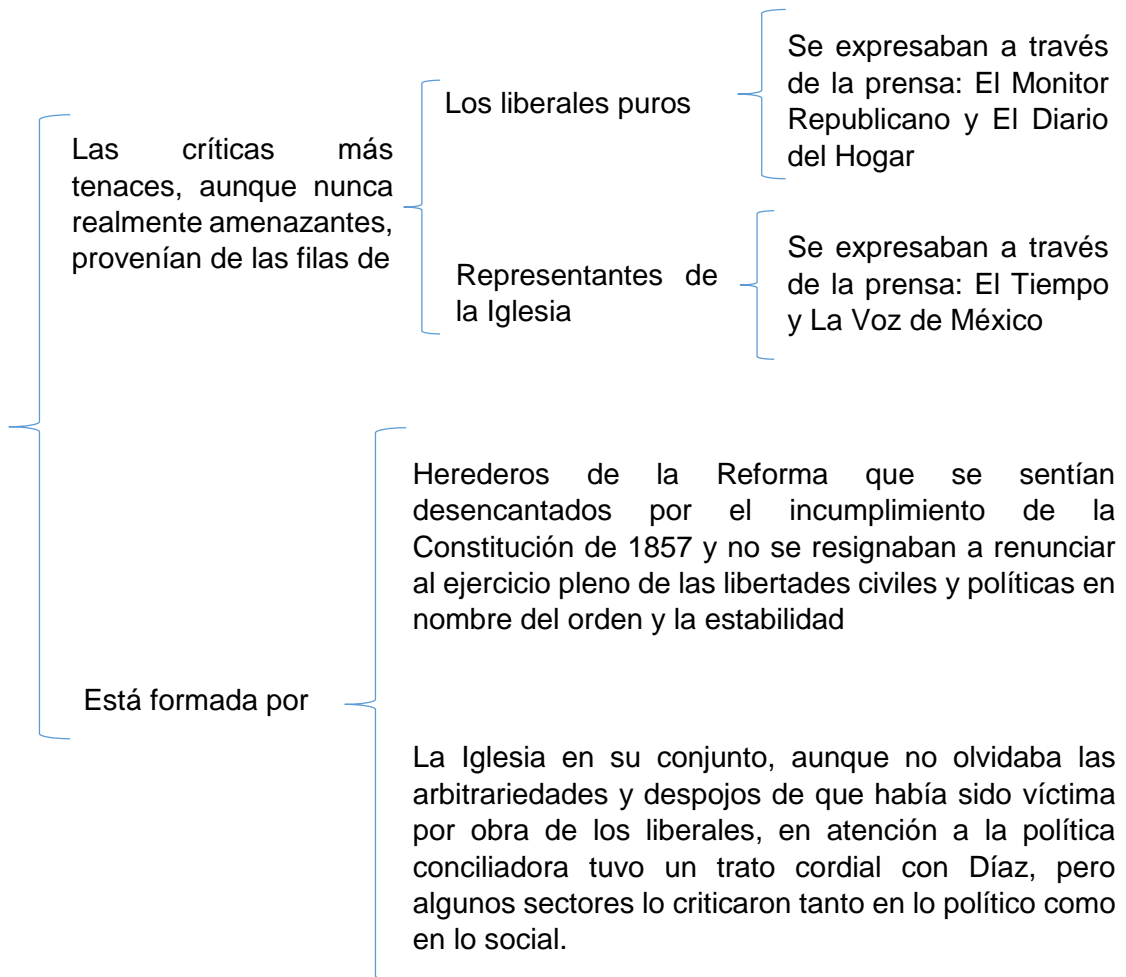 Las críticas más
tenaces, aunque nunca
realmente amenazantes,
provenían de las filas de
Los liberales puros
Se expresaban a través
de la prensa: El Monitor
Republicano y El Diario
del Hogar
Representantes de
la Iglesia
Se expresaban a través
de la prensa: El Tiempo
y La Voz de México
Está formada por
Herederos de la Reforma que se sentían
desencantados por el incumplimiento de la
Constitución de 1857 y no se resignaban a renunciar
al ejercicio pleno de las libertades civiles y políticas en
nombre del orden y la estabilidad
La Iglesia en su conjunto, aunque no olvidaba las
arbitrariedades y despojos de que había sido víctima
por obra de los liberales, en atención a la política
conciliadora tuvo un trato cordial con Díaz, pero
algunos sectores lo criticaron tanto en lo político como
en lo social.